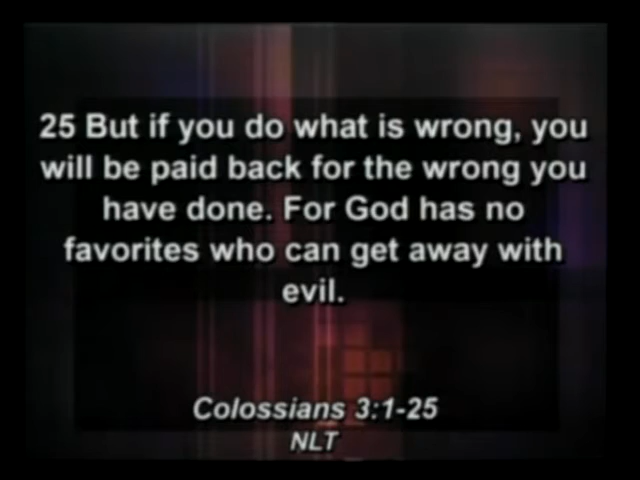 25 But if you do what is wrong, you
will be paid back for the wrong you
have done. For God has no
favorites who can get away with
evil.
Colossians 3:1-25
NLT